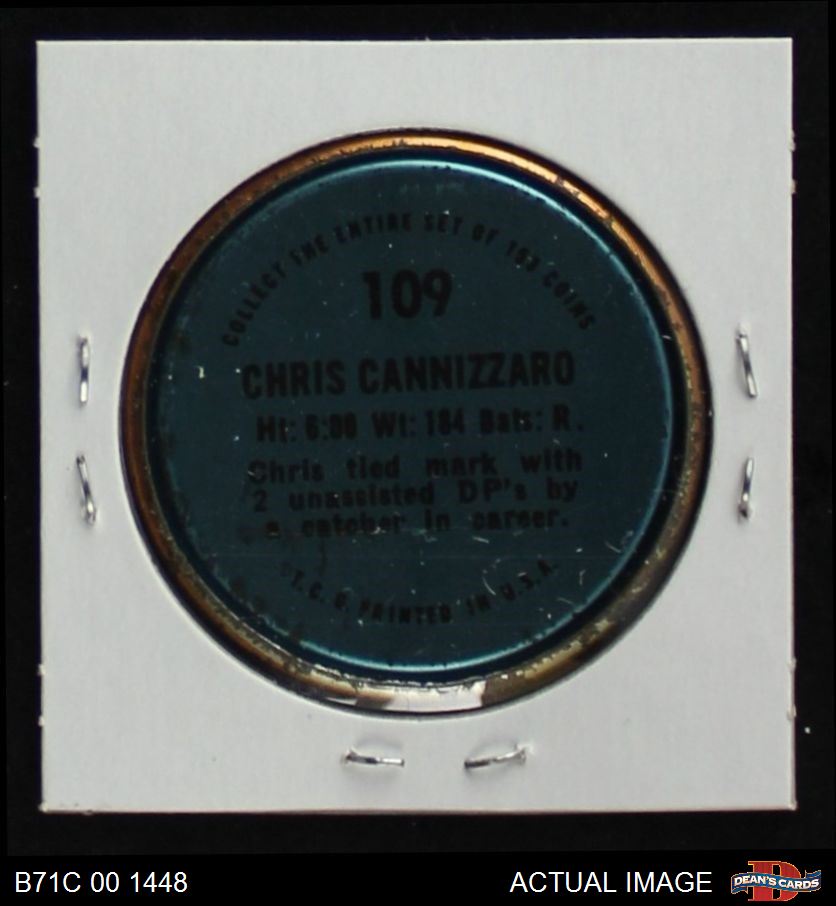 COLLECT THE ENTIRE SET OF 153 COINS
109
CHRIS CANNIZZARO
Ht: 6:00 Wt: 184 Bats: R.
Chris tied mark with
2 unassisted DP's by
a catcher in career.
©T.C.G. PRINTED IN U.S.A.
B71C 00 1448
ACTUAL IMAGE
D
DEAN'S CARDS